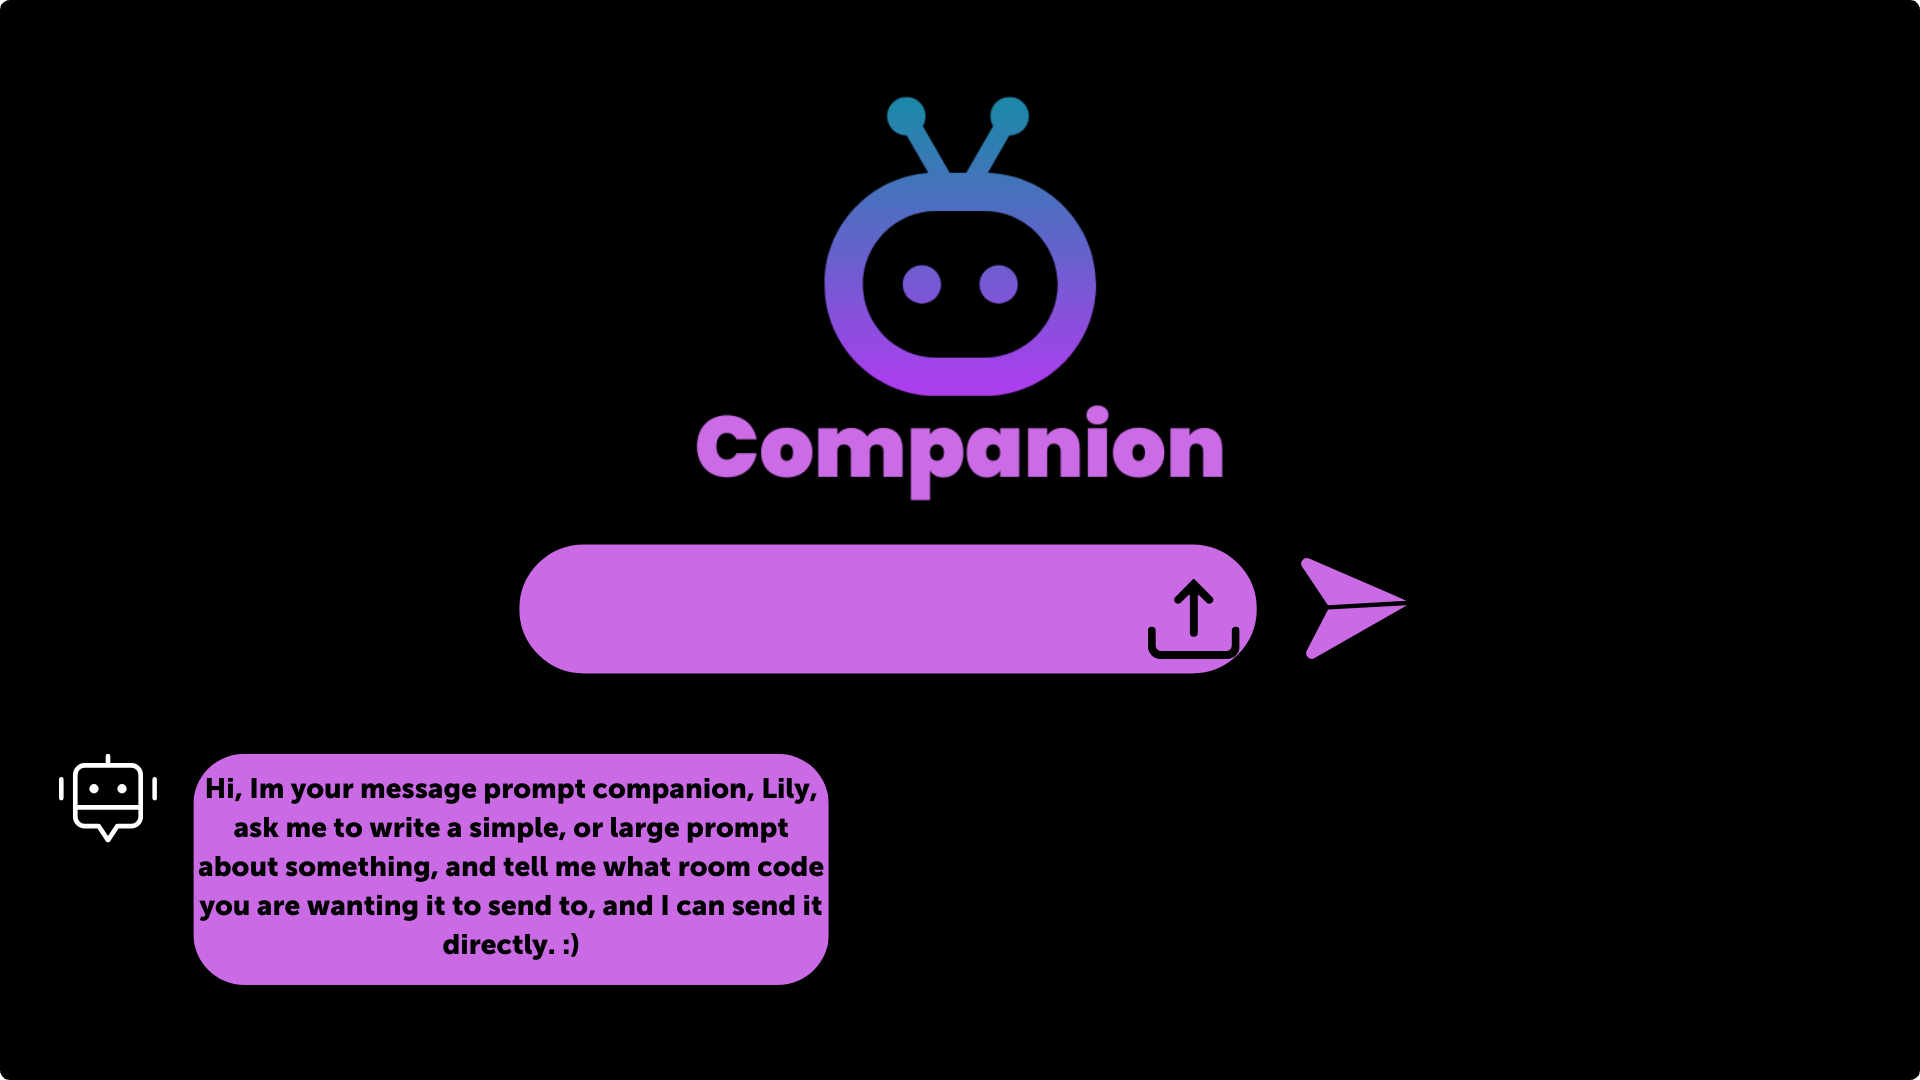 Companion
Hi, Im your message prompt companion, Lily,
ask me to write a simple, or large prompt
about something, and tell me what room code
you are wanting it to send to, and I can send it
directly. :)